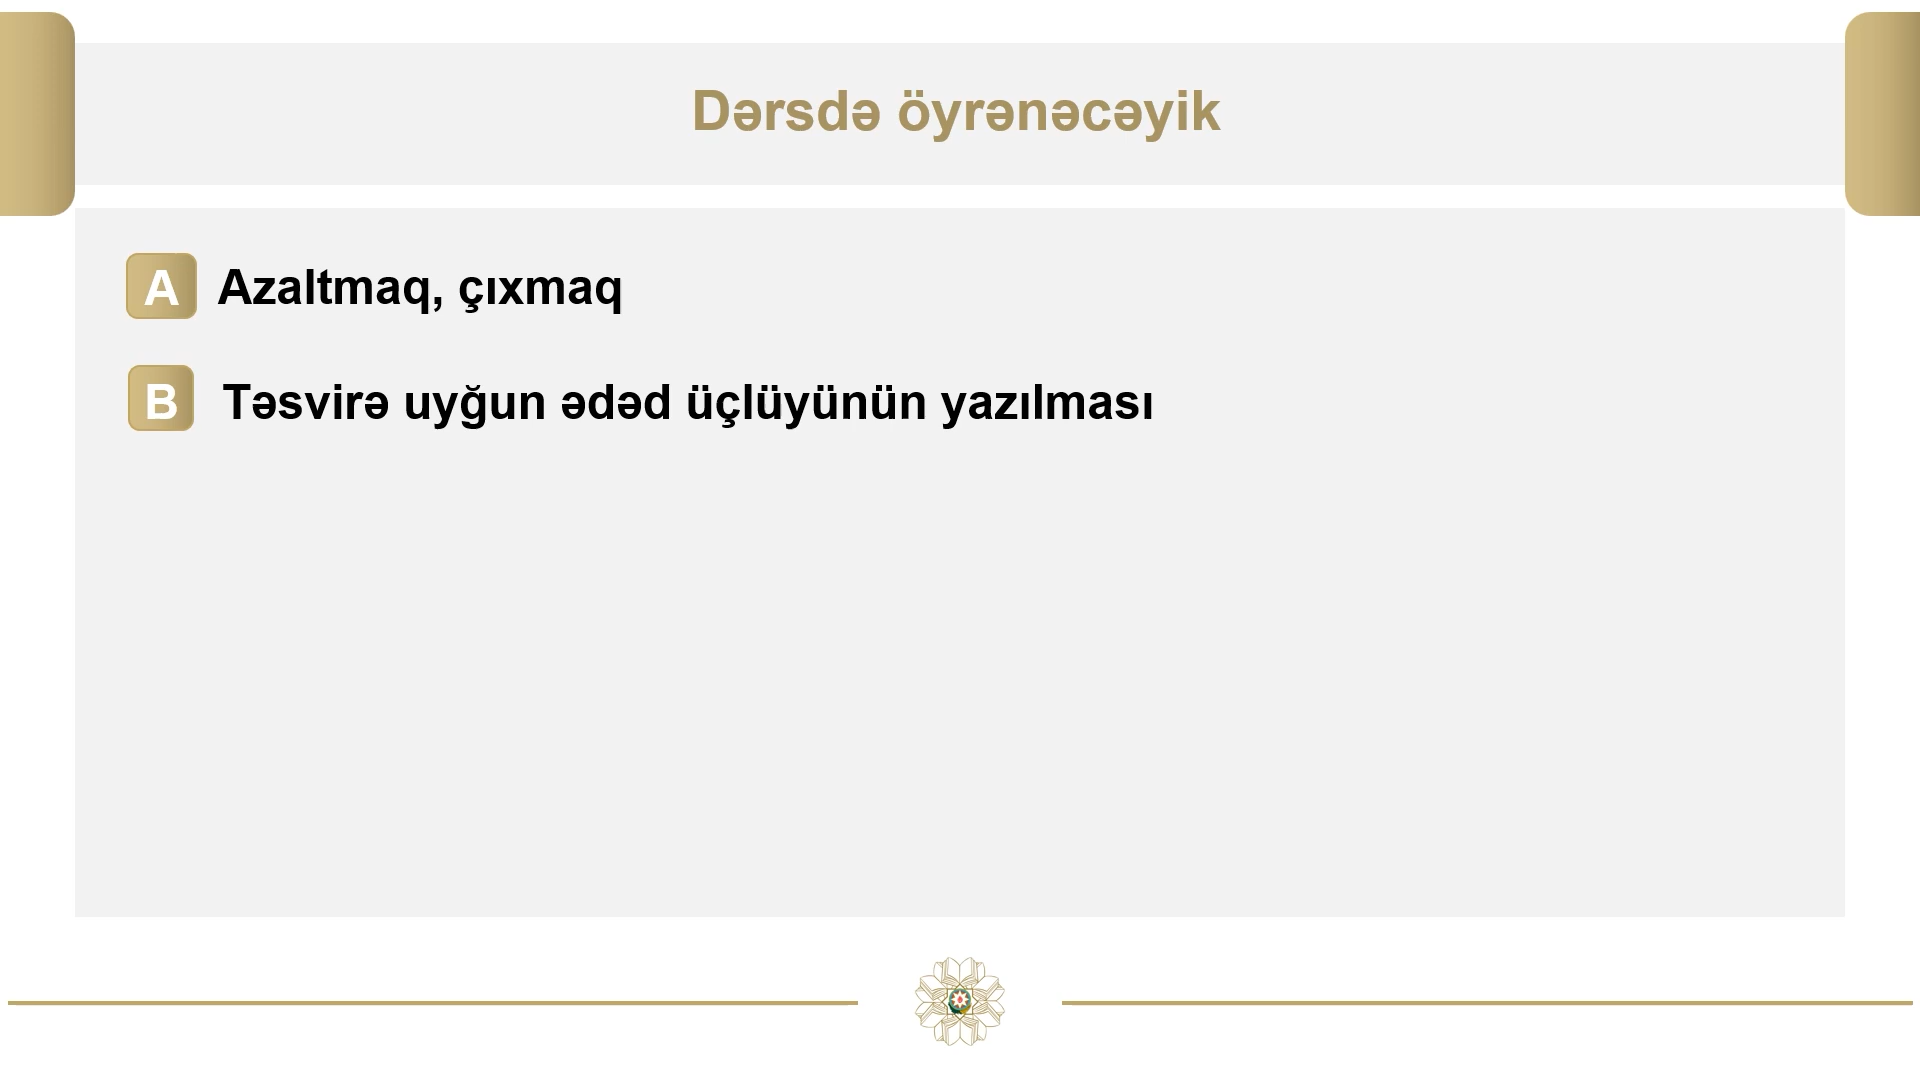 Dərsdə öyrənəcəyik
A Azaltmaq, çıxmaq
B Təsvirə uyğun ədəd üçlüyünün yazılması